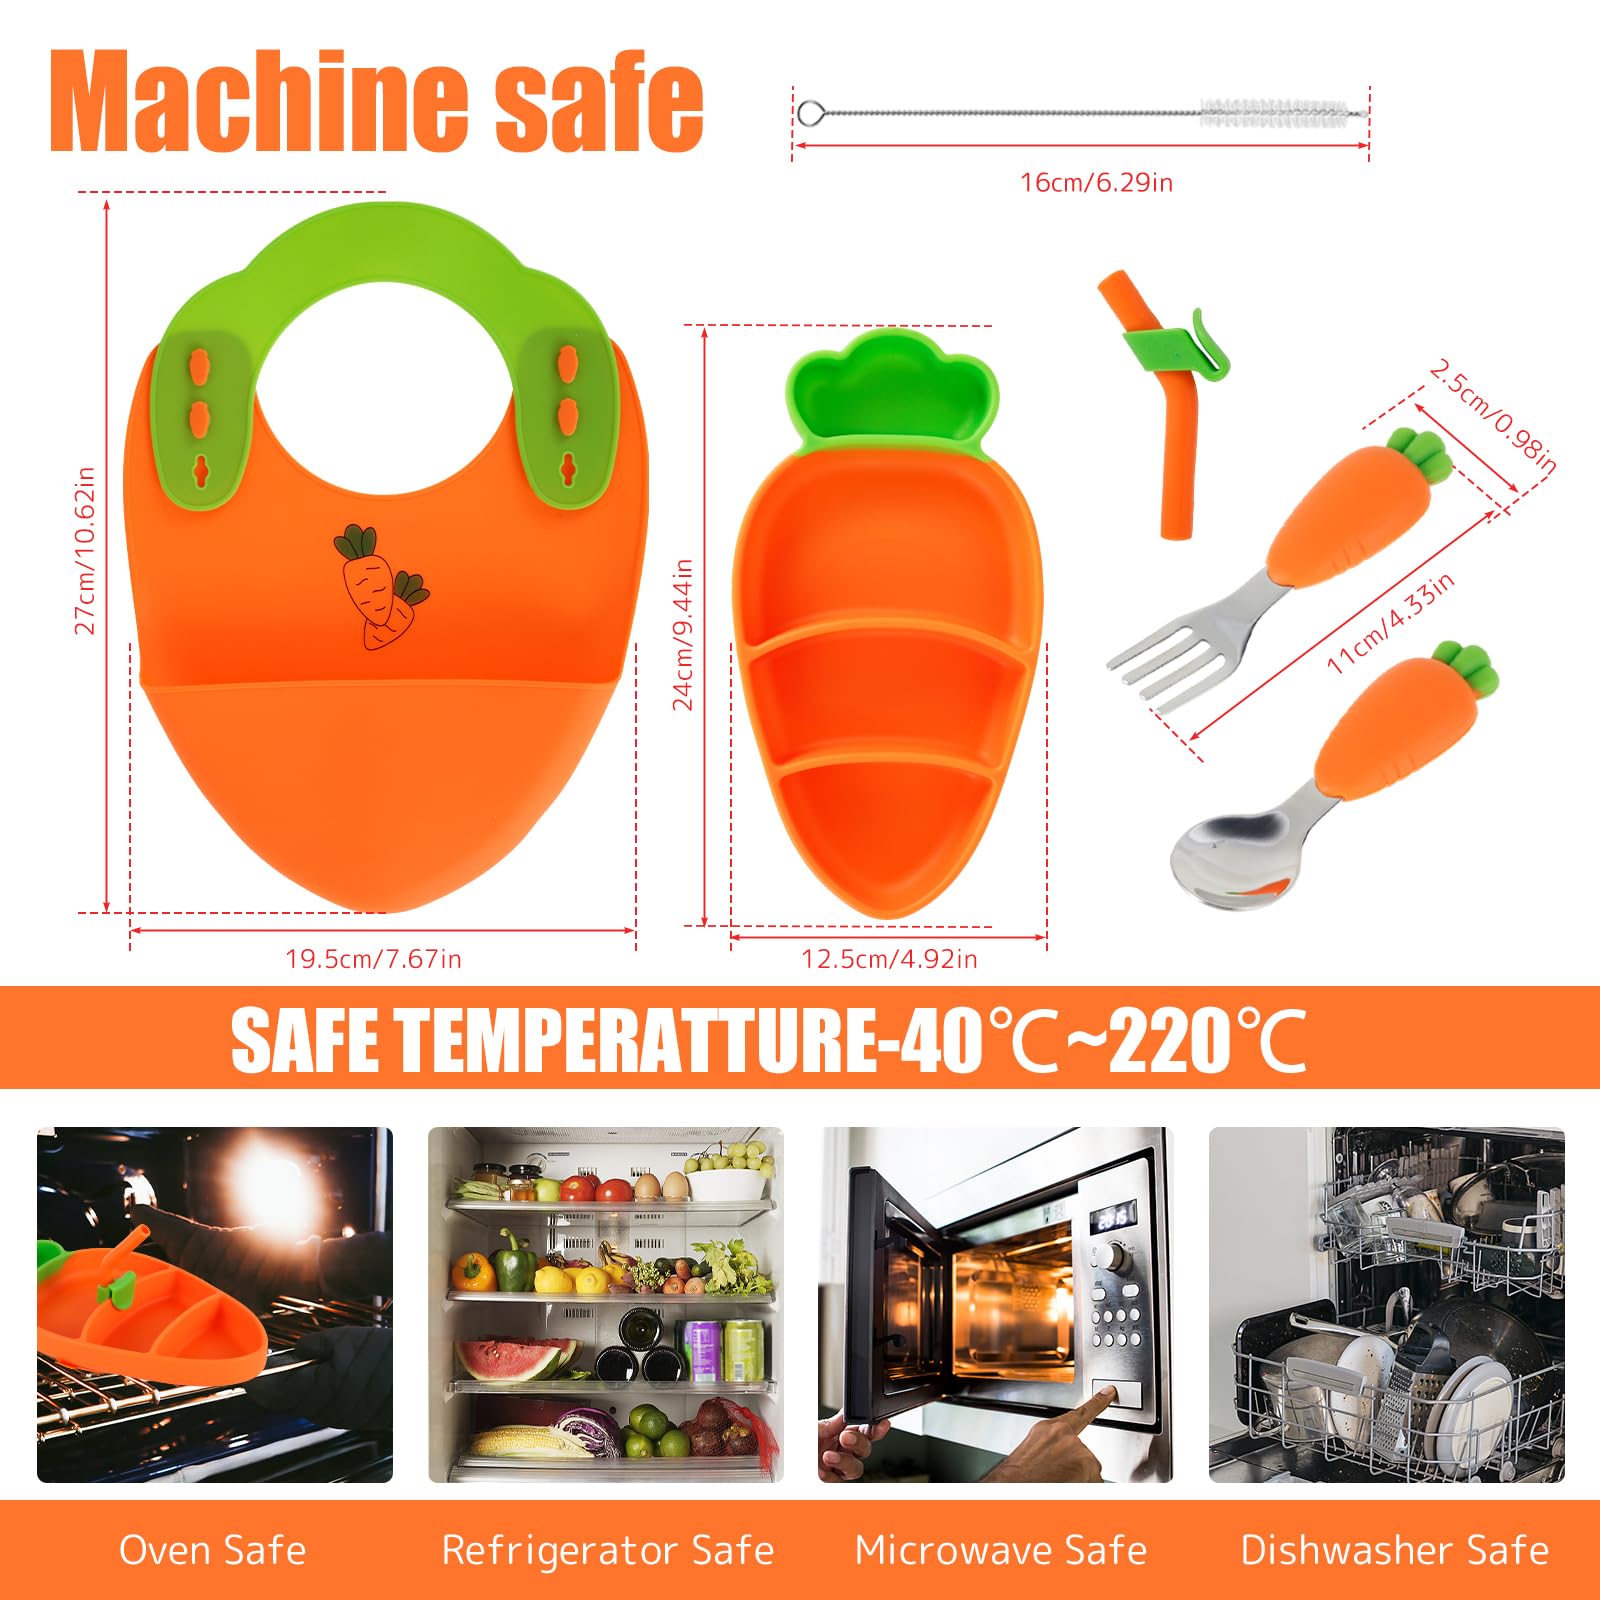 Machine safe
16cm/6.29in
27cm/10.62in
2.5cm/0.98in
24cm/9.44in
11cm/4.33in
19.5cm/7.67in
12.5cm/4.92in
SAFE TEMPERATTURE-40℃~220℃
Oven Safe
Refrigerator Safe
Microwave Safe
Dishwasher Safe